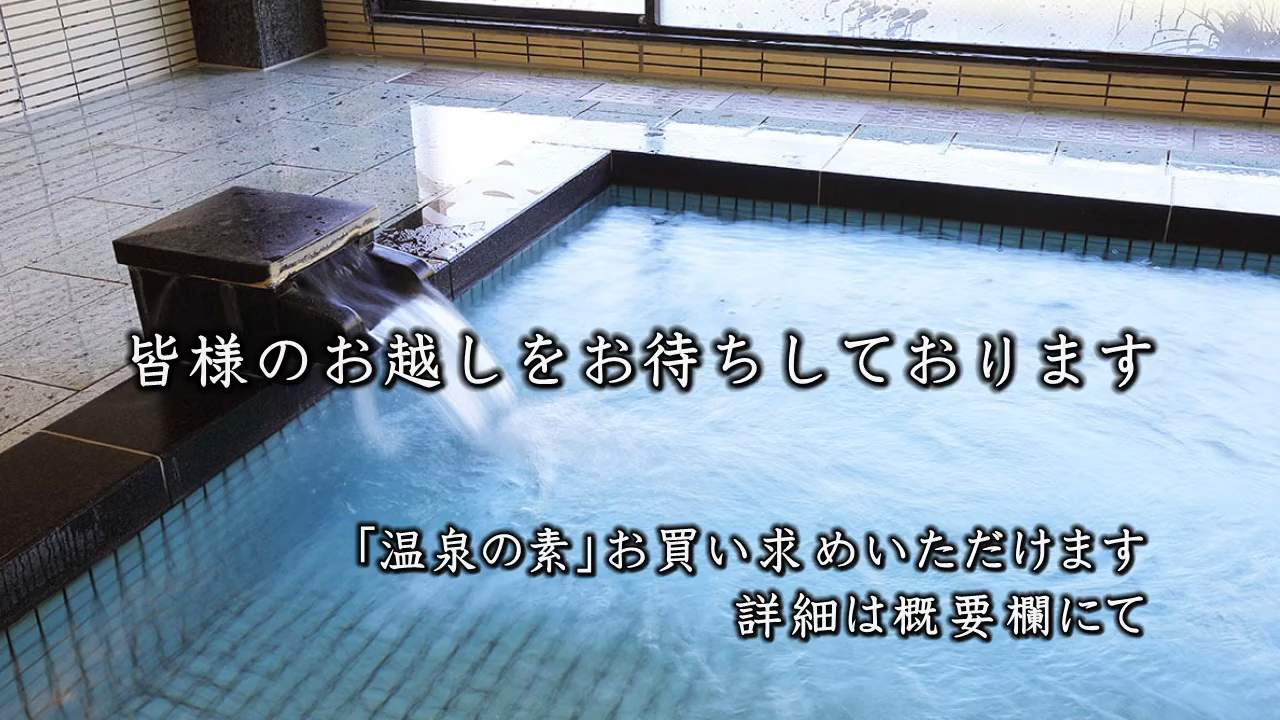 皆様のお越しをお待ちしております
「温泉の素」お買い求めいただけます
詳細は概要欄にて